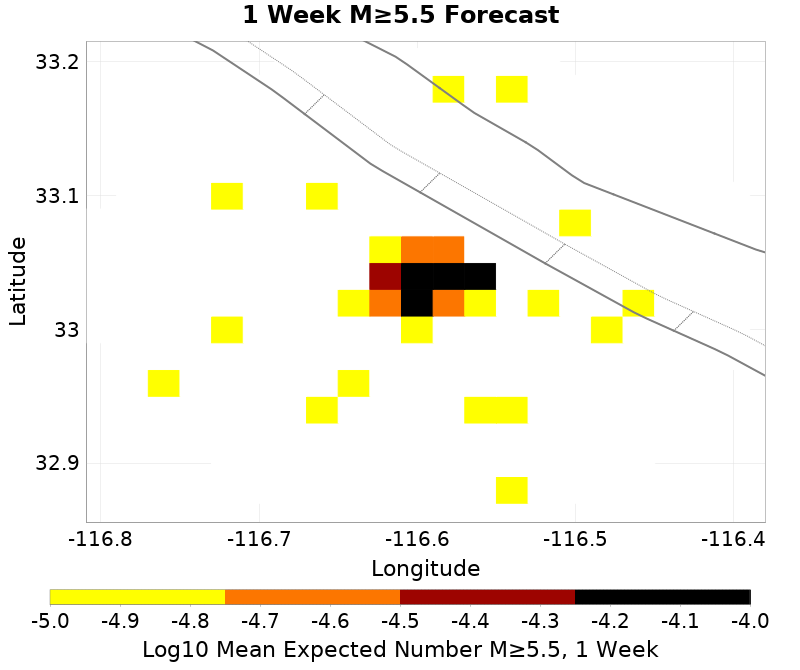 1 Week M≥5.5 Forecast
33.2
33.1
33
32.9
Latitude
-116.8 -116.7 -116.6 -116.5 -116.4
Longitude
-5.0 -4.9 -4.8 -4.7 -4.6 -4.5 -4.4 -4.3 -4.2 -4.1 -4.0
Log10 Mean Expected Number M≥5.5, 1 Week